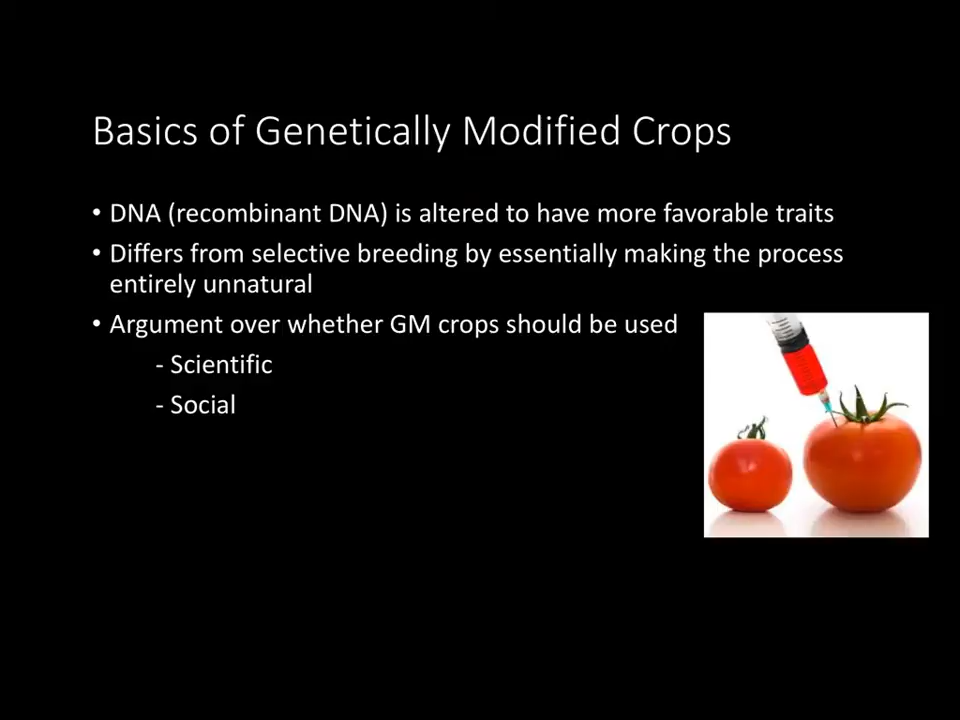 Basics of Genetically Modified Crops
• DNA (recombinant DNA) is altered to have more favorable traits
• Differs from selective breeding by essentially making the process
entirely unnatural
• Argument over whether GM crops should be used
- Scientific
- Social